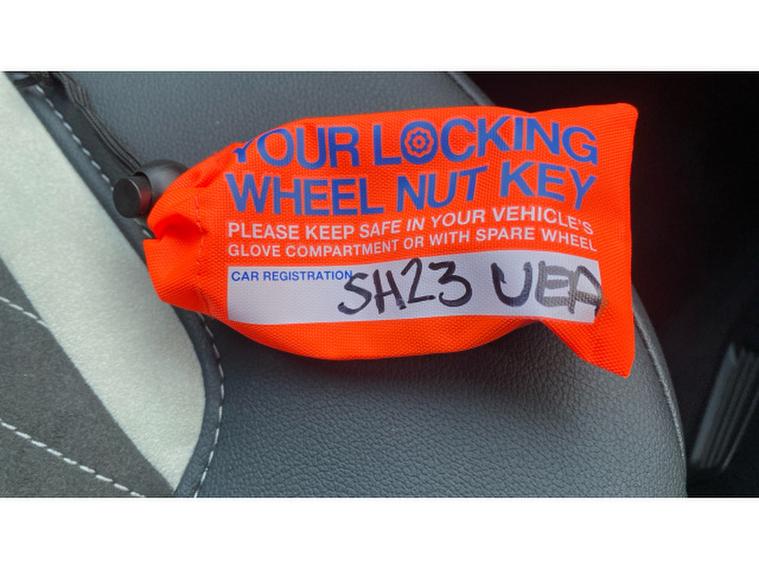 YOUR LOCKING
WHEEL NUT KEY
PLEASE KEEP SAFE IN YOUR VEHICLE'S
GLOVE COMPARTMENT OR WITH SPARE WHEEL
CAR REGISTRATION SH23 UEA